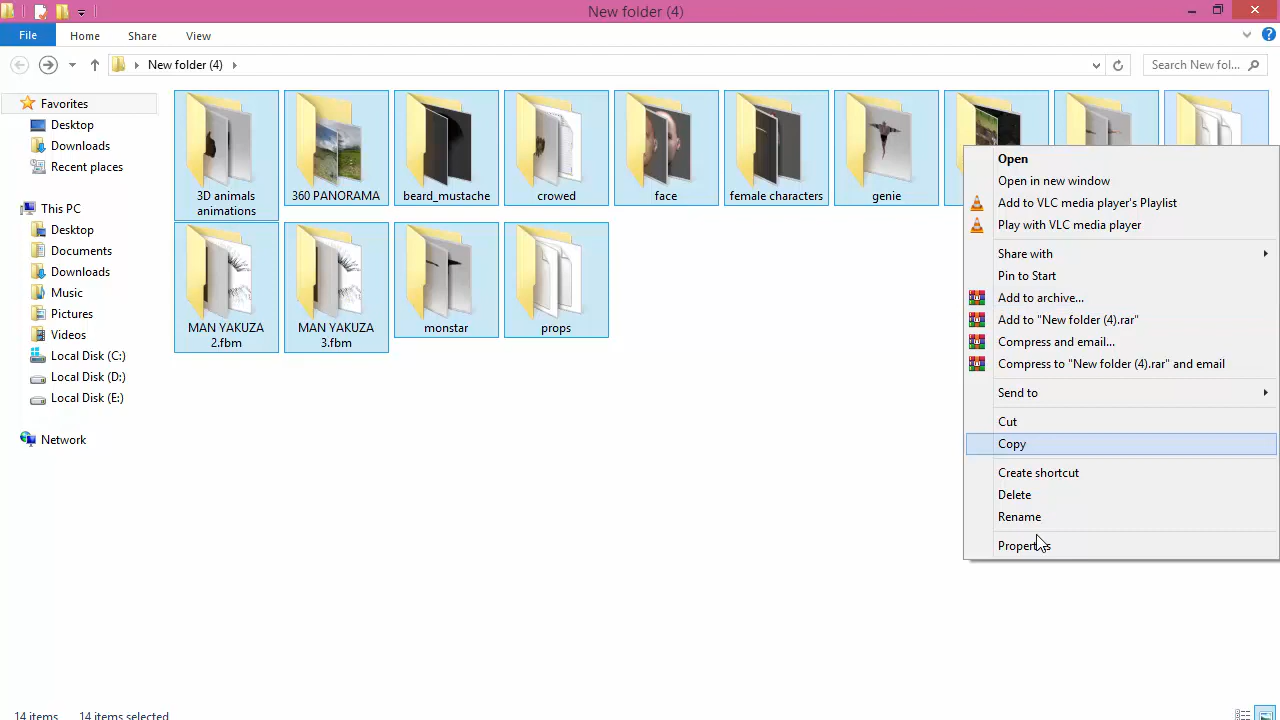 New folder (4)
File Home Share View
New folder (4)
Search New fol...
Favorites
Desktop
Downloads
Recent places
This PC
Desktop
Documents
Downloads
Music
Pictures
Videos
Local Disk (C:)
Local Disk (D:)
Local Disk (E:)
Network
3D animals
animations
360 PANORAMA
beard_mustache
crowed
face
female characters
genie
MAN YAKUZA
2.fbm
MAN YAKUZA
3.fbm
monstar
props
Open
Open in new window
Add to VLC media player's Playlist
Play with VLC media player
Share with
Pin to Start
Add to archive...
Add to "New folder (4).rar"
Compress and email...
Compress to "New folder (4).rar" and email
Send to
Cut
Copy
Create shortcut
Delete
Rename
Properties
14 items 14 items selected